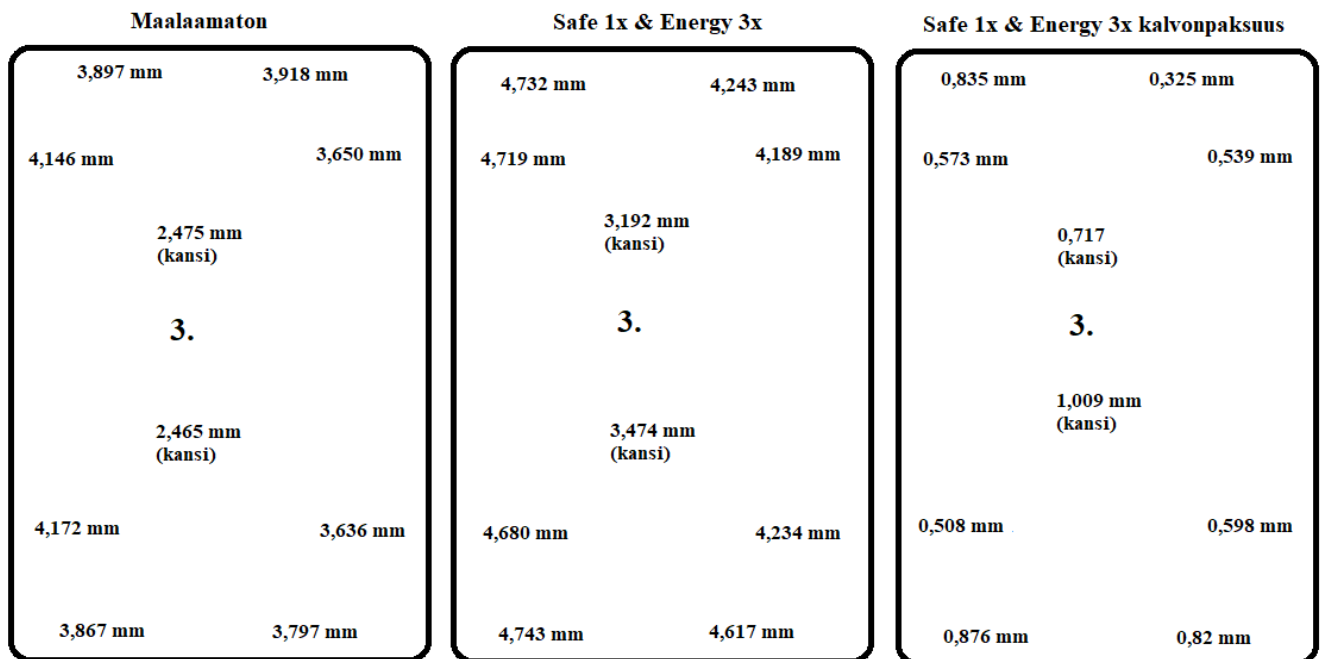 Maalaamaton
3,897 mm
3,918 mm
4,146 mm
3,650 mm
2,475 mm
(kansi)
3.
2,465 mm
(kansi)
4,172 mm
3,636 mm
3,867 mm
3,797 mm
Safe 1x & Energy 3x
4,732 mm
4,243 mm
4,719 mm
4,189 mm
3,192 mm
(kansi)
3.
3,474 mm
(kansi)
4,680 mm
4,234 mm
4,743 mm
4,617 mm
Safe 1x & Energy 3x kalvonpaksuus
0,835 mm
0,325 mm
0,573 mm
0,539 mm
0,717
(kansi)
3.
1,009 mm
(kansi)
0,508 mm
0,598 mm
0,876 mm
0,82 mm